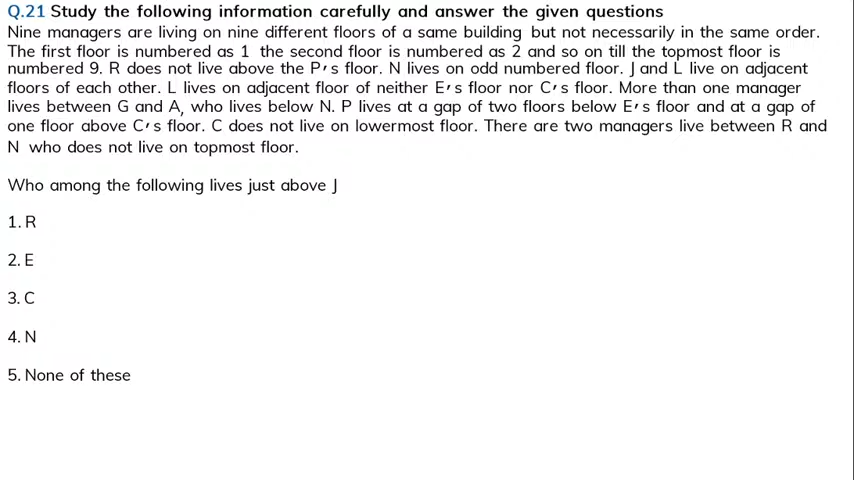 Q.21 Study the following information carefully and answer the given questions
Nine managers are living on nine different floors of a same building but not necessarily in the same order.
The first floor is numbered as 1 the second floor is numbered as 2 and so on till the topmost floor is
numbered 9. R does not live above the P's floor. N lives on odd numbered floor. J and L live on adjacent
floors of each other. L lives on adjacent floor of neither E's floor nor C's floor. More than one manager
lives between G and A, who lives below N. P lives at a gap of two floors below E's floor and at a gap of
one floor above C's floor. C does not live on lowermost floor. There are two managers live between R and
N who does not live on topmost floor.
Who among the following lives just above J
1. R
2. E
3. C
4. N
5. None of these